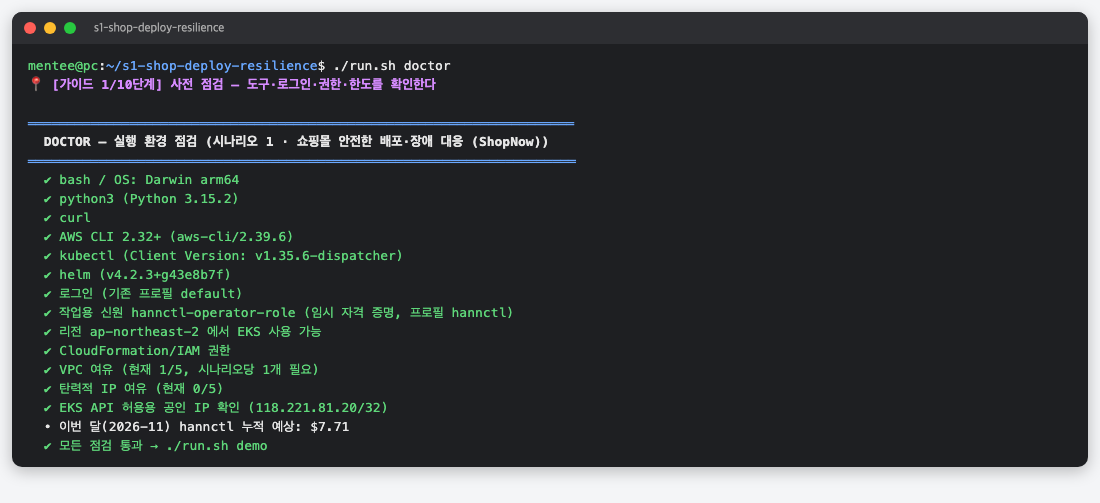 s1-shop-deploy-resilience
mentee@pc:~/s1-shop-deploy-resilience$ ./run.sh doctor
📍 [가이드 1/10단계] 사전 점검 — 도구·로그인·권한·한도를 확인한다
DOCTOR — 실행 환경 점검 (시나리오 1 · 쇼핑몰 안전한 배포·장애 대응 (ShopNow))
✔ bash / OS: Darwin arm64
✔ python3 (Python 3.15.2)
✔ curl
✔ AWS CLI 2.32+ (aws-cli/2.39.6)
✔ kubectl (Client Version: v1.35.6-dispatcher)
✔ helm (v4.2.3+g43e8b7f)
✔ 로그인 (기존 프로필 default)
✔ 작업용 신원 hannctl-operator-role (임시 자격 증명, 프로필 hannctl)
✔ 리전 ap-northeast-2 에서 EKS 사용 가능
✔ CloudFormation/IAM 권한
✔ VPC 여유 (현재 1/5, 시나리오당 1개 필요)
✔ 탄력적 IP 여유 (현재 0/5)
✔ EKS API 허용용 공인 IP 확인 (118.221.81.20/32)
• 이번 달(2026-11) hannctl 누적 예상: $7.71
✔ 모든 점검 통과 → ./run.sh demo